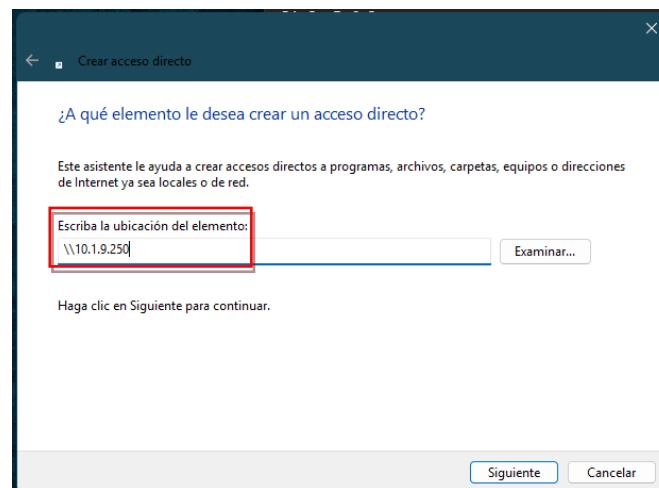 Crear acceso directo
¿A qué elemento le desea crear un acceso directo?
Este asistente le ayuda a crear accesos directos a programas, archivos, carpetas, equipos o direcciones
de Internet ya sea locales o de red.
Escriba la ubicación del elemento:
\\10.1.9.250
Examinar...
Haga clic en Siguiente para continuar.
Siguiente
Cancelar